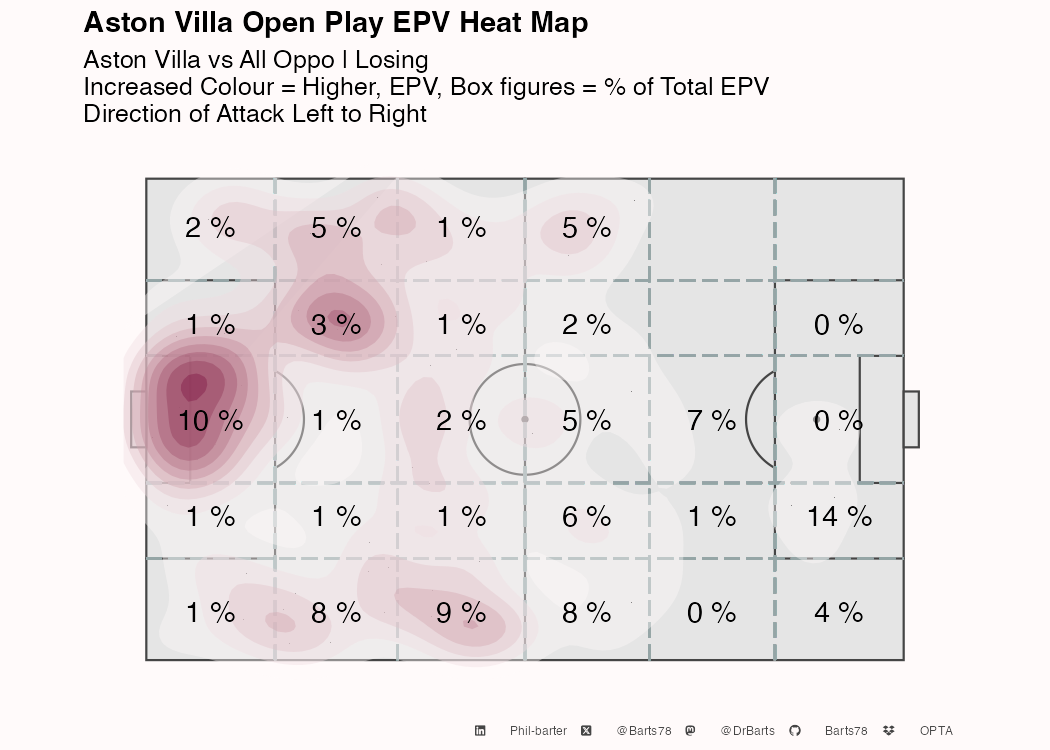 Aston Villa Open Play EPV Heat Map
Aston Villa vs All Oppo | Losing
Increased Colour = Higher, EPV, Box figures = % of Total EPV
Direction of Attack Left to Right
2 % 5 % 1 % 5 %
1 % 3 % 1 % 2 % 0 %
10 % 1 % 2 % 5 % 7 % 0 %
1 % 1 % 1 % 6 % 1 % 14 %
1 % 8 % 9 % 8 % 0 % 4 %
Phil-barter @Barts78 @DrBarts Barts78 OPTA